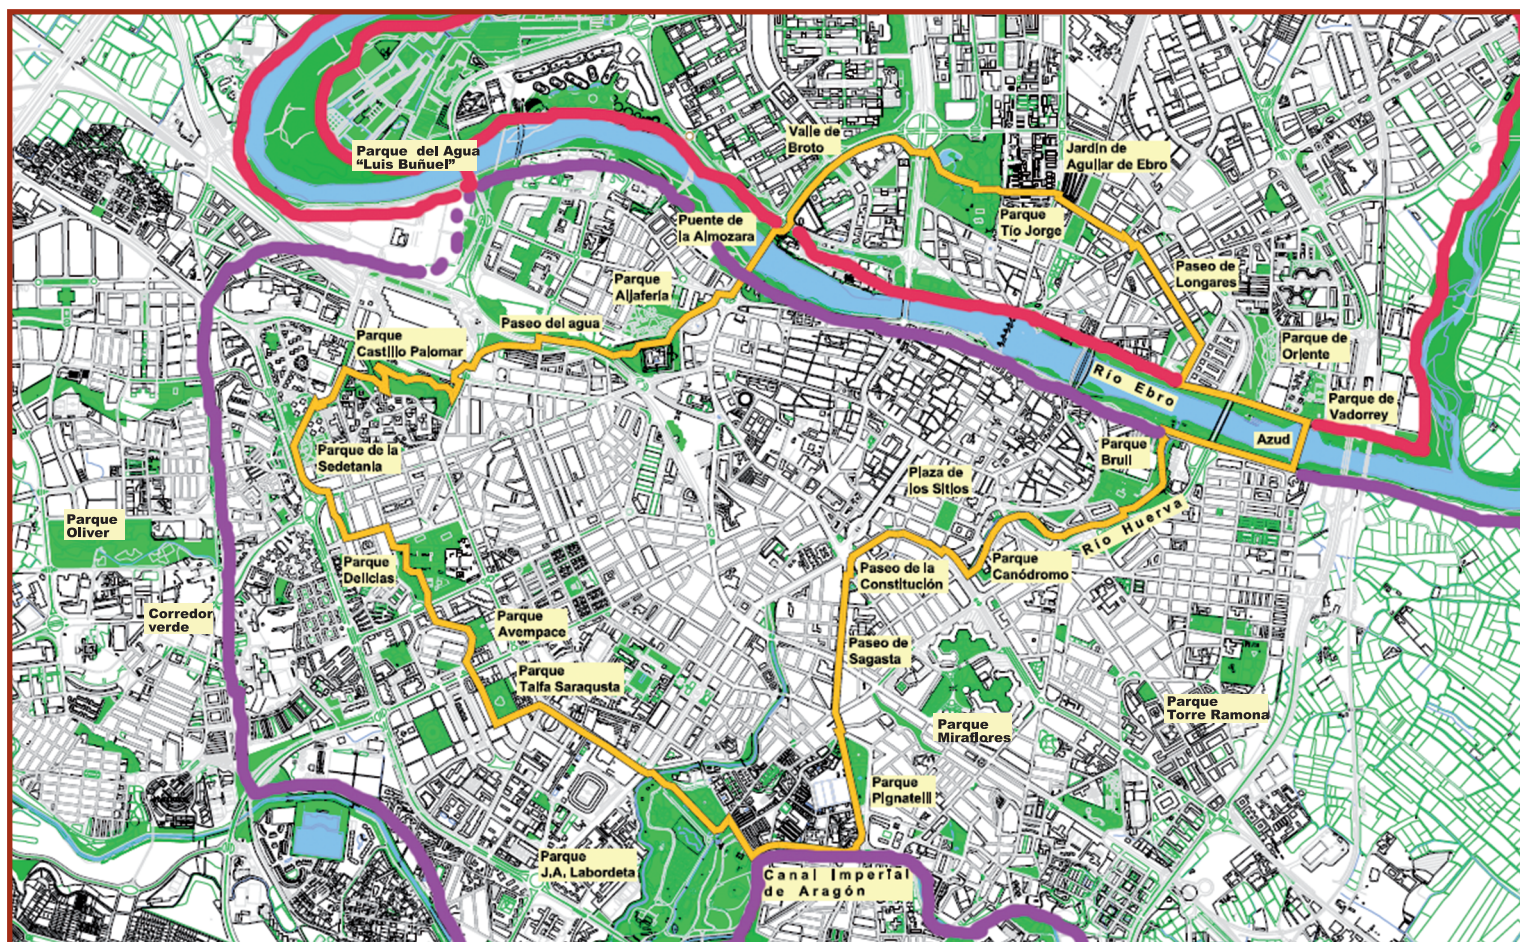 Parque del Agua
“Luis Buñuel”
Valle de
Broto
Jardín de
Aguilar de Ebro
Puente de
la Almozara
Parque
Tío Jorge
Parque
Aljafería
Paseo de
Longares
Paseo del agua
Parque
Castillo Palomar
Parque de
Oriente
Río Ebro
Parque de
Vadorrey
Azud
Parque de la
Sedetania
Parque
Bruil
Plaza de
los Sitios
Parque
Oliver
Río Huerva
Parque
Delicias
Paseo de la
Constitución
Parque
Canódromo
Corredor
verde
Parque
Avempace
Paseo de
Sagasta
Parque
Taifa Saraqusta
Parque
Torre Ramona
Parque
Miraflores
Parque
Pignatelli
Parque
J.A. Labordeta
Canal Imperial
de Aragón